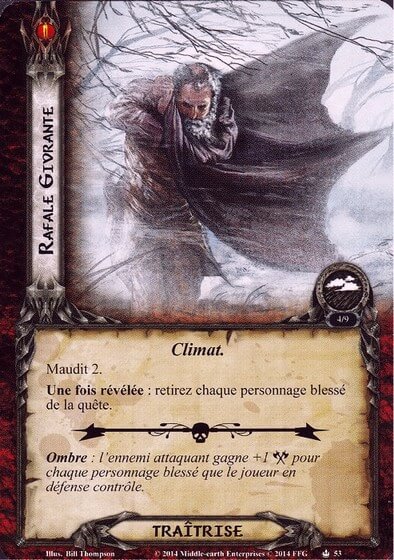 RAFALE GIVRANTE
4/9
Climat.
Maudit 2.
Une fois révélée : retirez chaque personnage blessé
de la quête.
Ombre : l'ennemi attaquant gagne +1 pour
chaque personnage blessé que le joueur en
défense contrôle.
TRAÎTRISE
Illus. Bill Thompson
© 2014 Middle-earth Enterprises © 2014 FFG
53